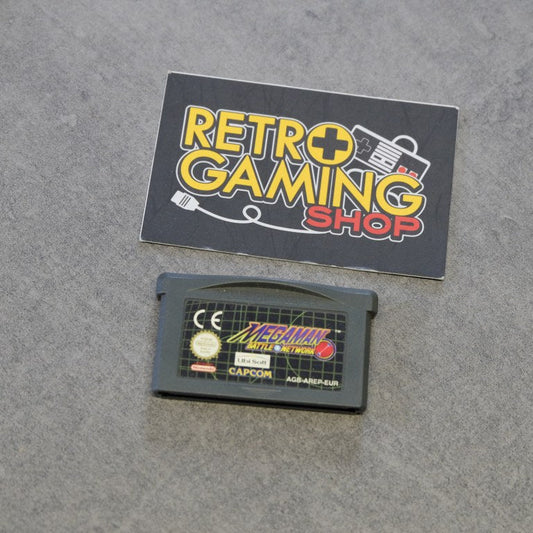 RETRO
GAMING
SHOP
CE
MEGAMAN
BATTLE NETWORK
Ubi Soft
CAPCOM
AGB-AREP-EUR